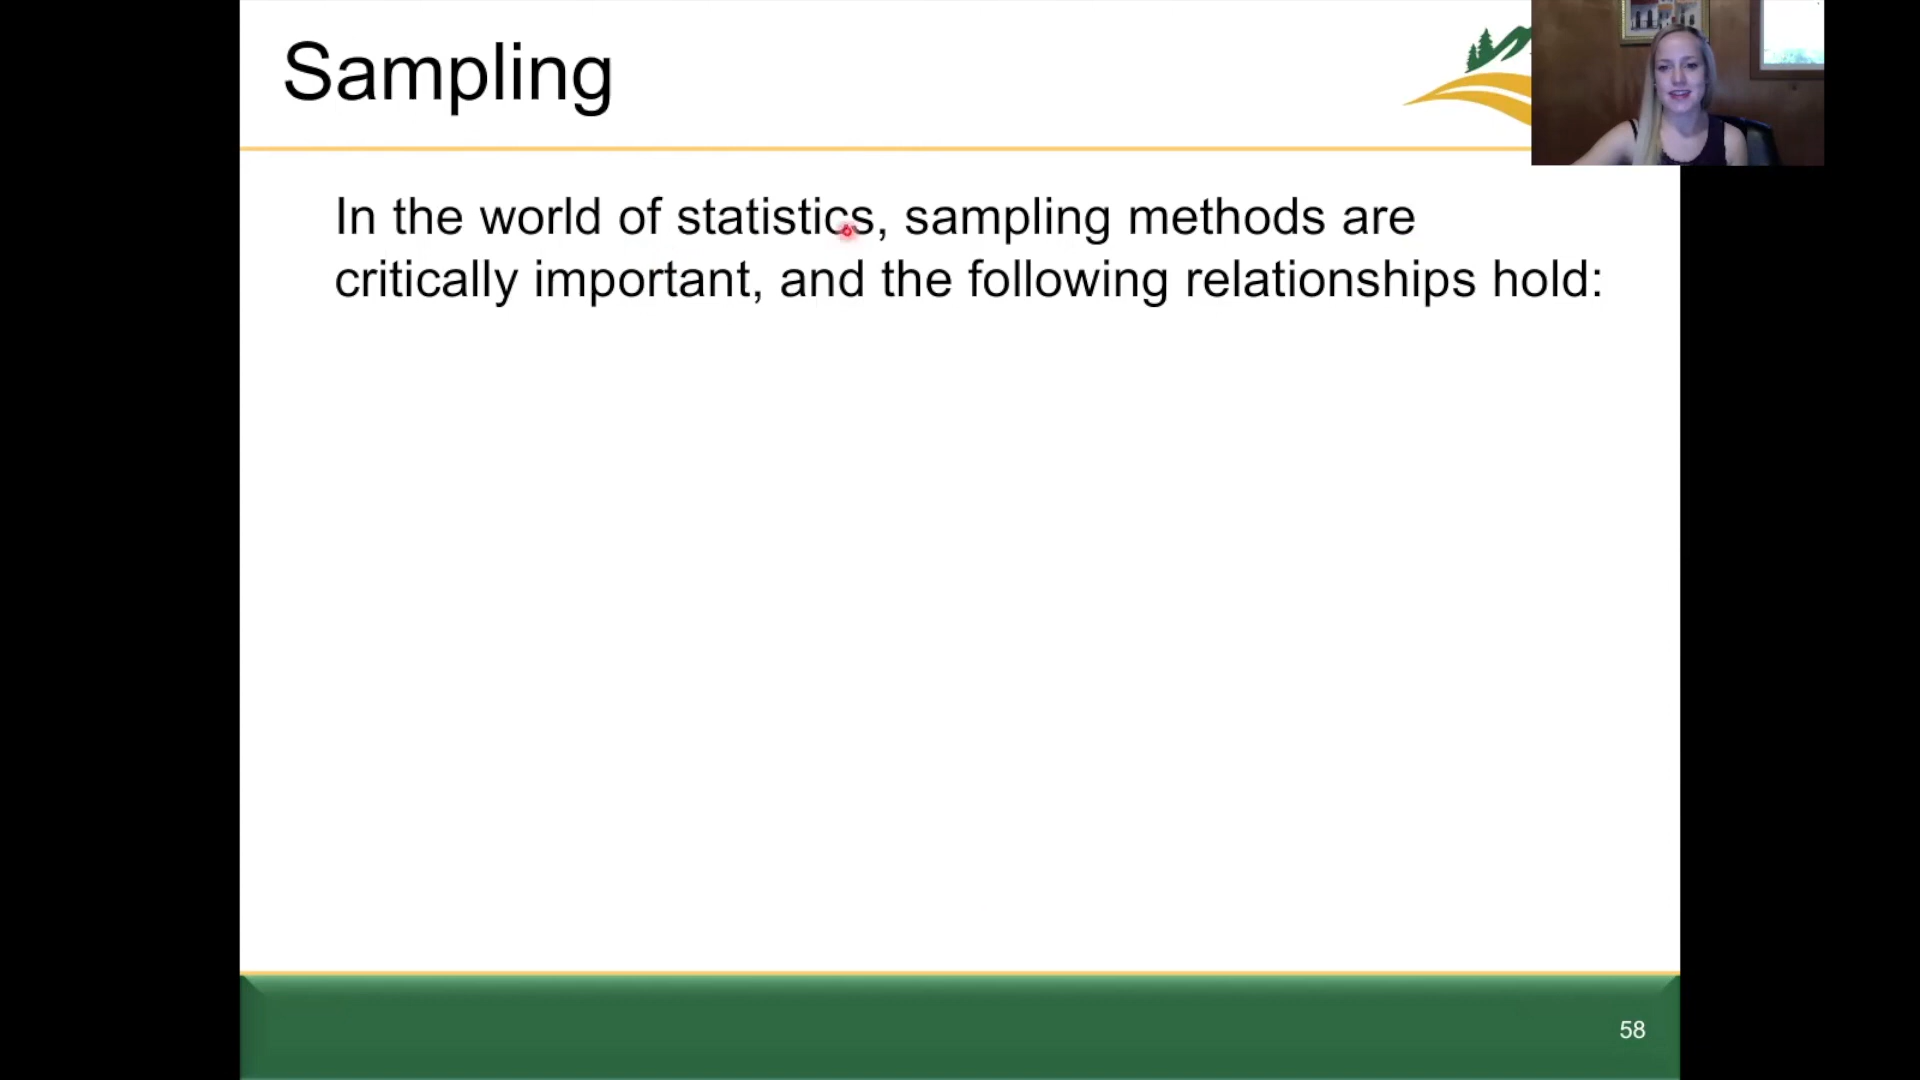 Sampling
In the world of statistics, sampling methods are
critically important, and the following relationships hold:
58